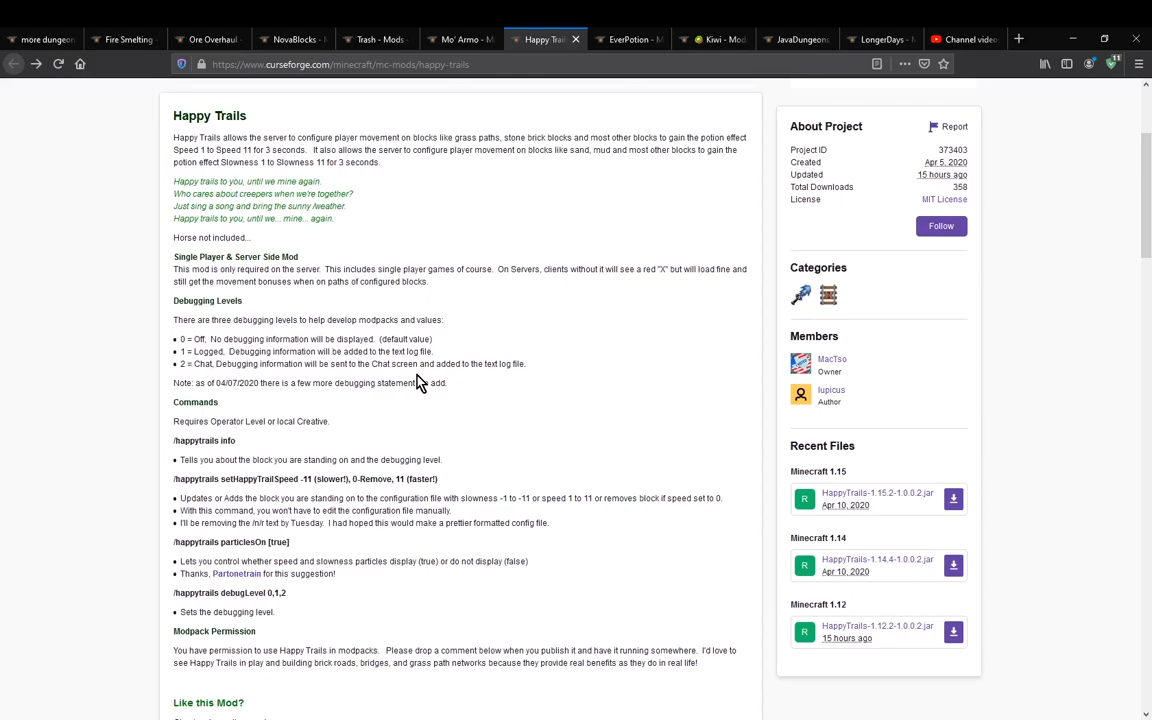 more dungeon
Fire Smelting -
Ore Overhaul
NovaBlocks - M
Trash - Mods -
Mo' Armo - M
Happy Trail
EverPotion - M
Kiwi - Mod
JavaDungeons
LongerDays - M
Channel video
https://www.curseforge.com/minecraft/mc-mods/happy-trails
11
Happy Trails
Happy Trails allows the server to configure player movement on blocks like grass paths, stone brick blocks and most other blocks to gain the potion effect
Speed 1 to Speed 11 for 3 seconds. It also allows the server to configure player movement on blocks like sand, mud and most other blocks to gain the
potion effect Slowness 1 to Slowness 11 for 3 seconds.
Happy trails to you, until we mine again.
Who cares about creepers when we're together?
Just sing a song and bring the sunny /weather.
Happy trails to you, until we... mine... again.
Horse not included...
Single Player & Server Side Mod
This mod is only required on the server. This includes single player games of course. On Servers, clients without it will see a red "X" but will load fine and
still get the movement bonuses when on paths of configured blocks.
Debugging Levels
There are three debugging levels to help develop modpacks and values:
• 0 = Off, No debugging information will be displayed. (default value)
• 1 = Logged, Debugging information will be added to the text log file.
• 2 = Chat, Debugging information will be sent to the Chat screen and added to the text log file.
Note: as of 04/07/2020 there is a few more debugging statement add.
Commands
Requires Operator Level or local Creative.
/happytrails info
• Tells you about the block you are standing on and the debugging level.
/happytrails setHappyTrailSpeed -11 (slower!), 0-Remove, 11 (faster!)
• Updates or Adds the block you are standing on to the configuration file with slowness -1 to -11 or speed 1 to 11 or removes block if speed set to 0.
• With this command, you won't have to edit the configuration file manually.
• I'll be removing the /n/r text by Tuesday. I had hoped this would make a prettier formatted config file.
/happytrails particlesOn [true]
• Lets you control whether speed and slowness particles display (true) or do not display (false)
• Thanks, Partonetrain for this suggestion!
/happytrails debugLevel 0,1,2
• Sets the debugging level.
Modpack Permission
You have permission to use Happy Trails in modpacks. Please drop a comment below when you publish it and have it running somewhere. I'd love to
see Happy Trails in play and building brick roads, bridges, and grass path networks because they provide real benefits as they do in real life!
Like this Mod?
About Project
Report
Project ID 373403
Created Apr 5, 2020
Updated 15 hours ago
Total Downloads 358
License MIT License
Follow
Categories
Members
MacTso
Owner
lupicus
Author
Recent Files
Minecraft 1.15
R HappyTrails-1.15.2-1.0.0.2.jar
Apr 10, 2020
Minecraft 1.14
R HappyTrails-1.14.4-1.0.0.2.jar
Apr 10, 2020
Minecraft 1.12
R HappyTrails-1.12.2-1.0.0.2.jar
15 hours ago